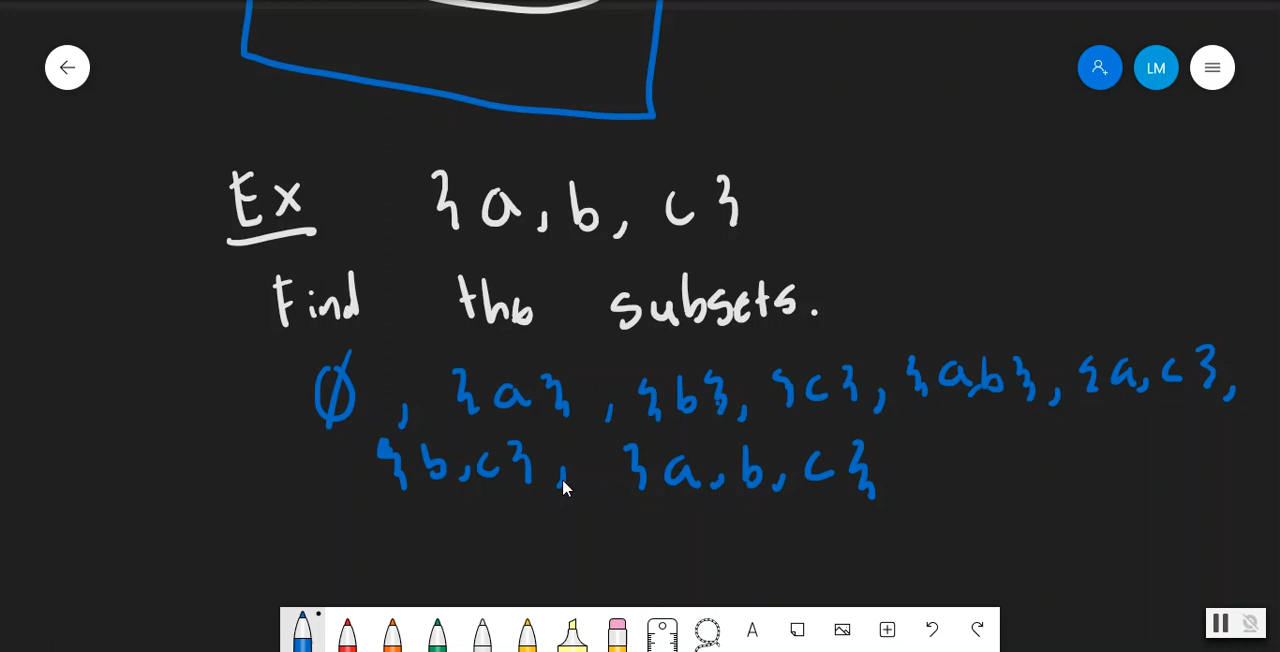 LM
Ex {a, b, c}
Find the subsets.
∅, {a}, {b}, {c}, {a,b}, {a,c},
{b,c}, {a,b,c}
A